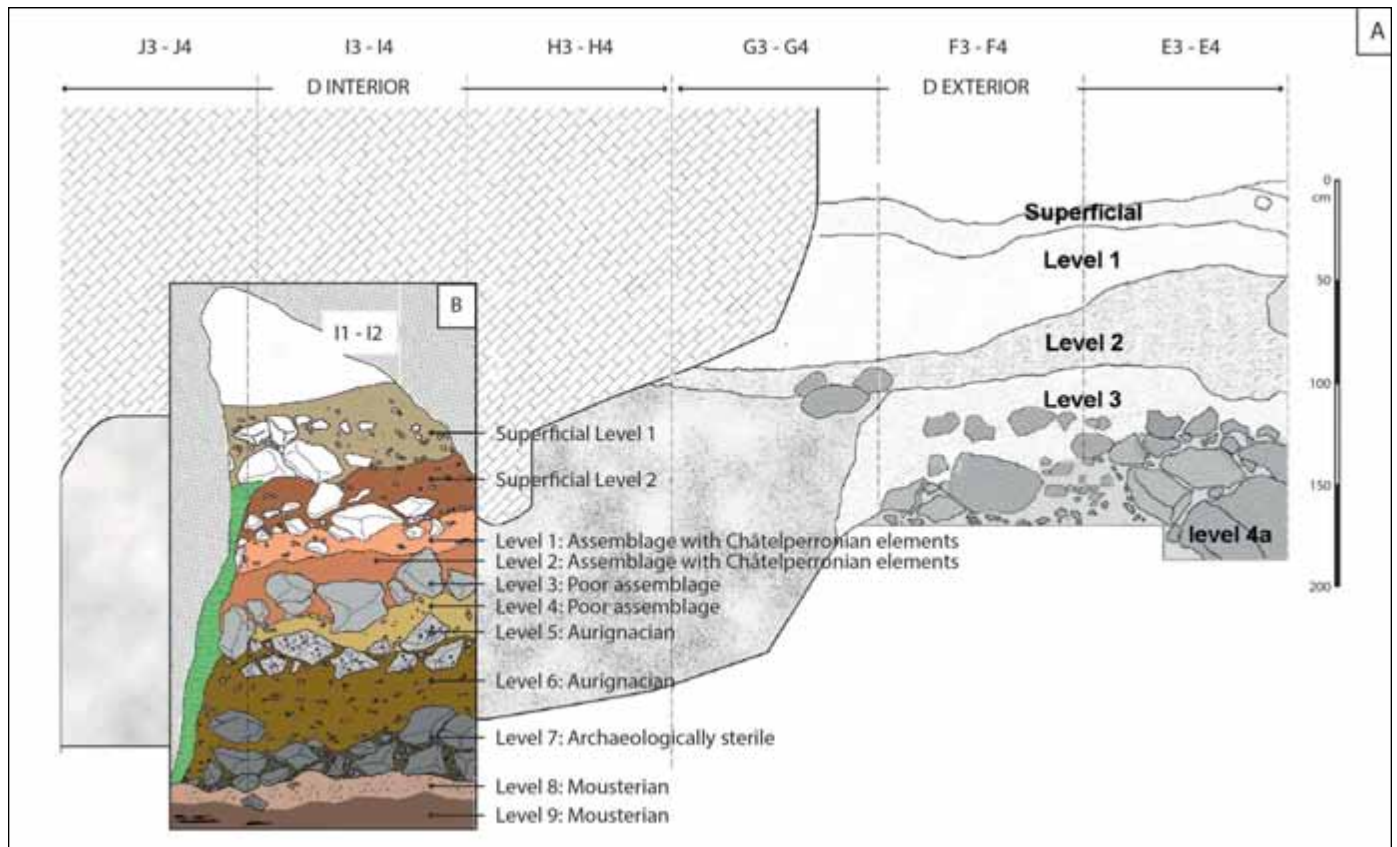 A
J3 - J4 I3 - I4 H3 - H4 G3 - G4 F3 - F4 E3 - E4
D INTERIOR D EXTERIOR
0
cm
50
100
150
200
Superficial
Level 1
Level 2
Level 3
level 4a
B
I1 - I2
Superficial Level 1
Superficial Level 2
Level 1: Assemblage with Châtelperronian elements
Level 2: Assemblage with Châtelperronian elements
Level 3: Poor assemblage
Level 4: Poor assemblage
Level 5: Aurignacian
Level 6: Aurignacian
Level 7: Archaeologically sterile
Level 8: Mousterian
Level 9: Mousterian